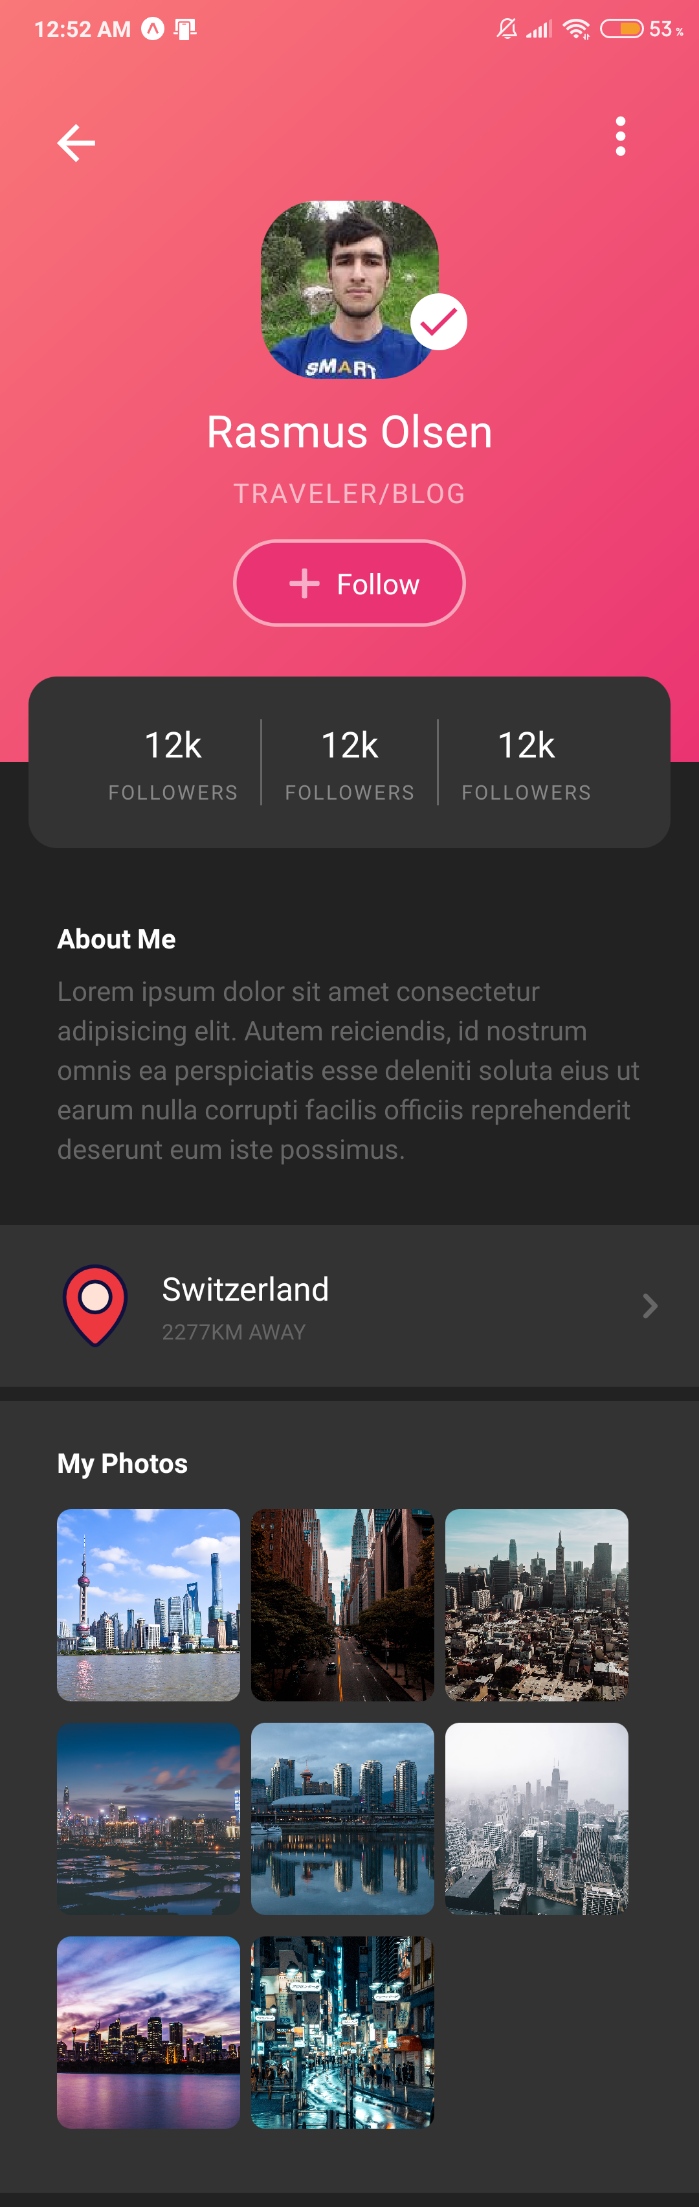 12:52 AM
53%
SMART
Rasmus Olsen
TRAVELER/BLOG
Follow
12k 12k 12k
FOLLOWERS FOLLOWERS FOLLOWERS
About Me
Lorem ipsum dolor sit amet consectetur
adipisicing elit. Autem reiciendis, id nostrum
omnis ea perspiciatis esse deleniti soluta eius ut
earum nulla corrupti facilis officiis reprehenderit
deserunt eum iste possimus.
Switzerland
2277KM AWAY
My Photos